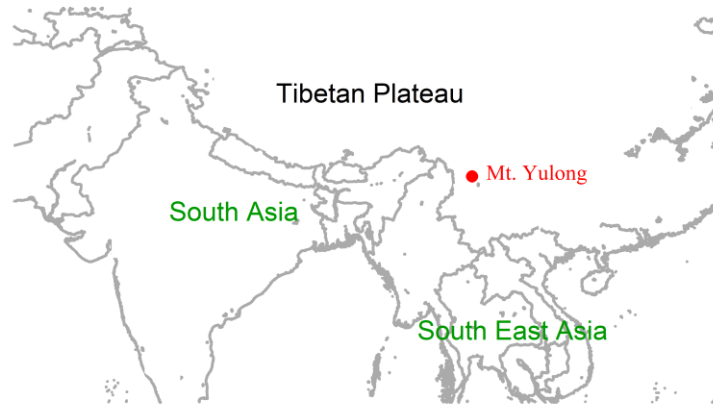 Tibetan Plateau
Mt. Yulong
South Asia
South East Asia